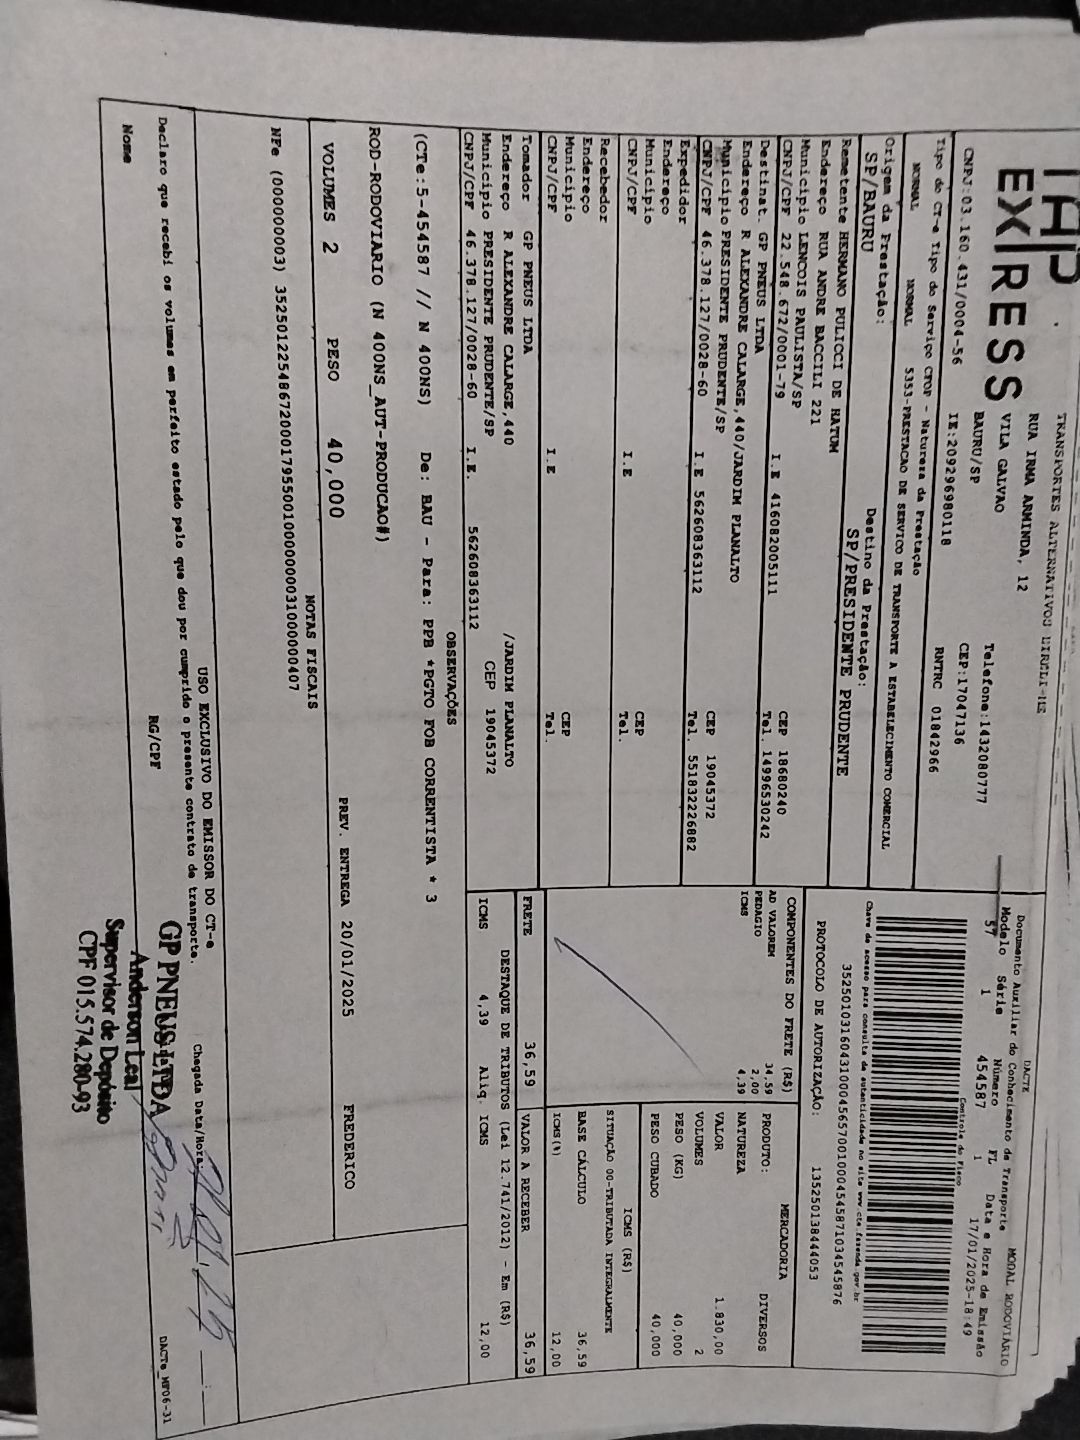 TAP
EXPRESS
TRANSPORTES ALTERNATIVOS EIRELI-ME
RUA IRMA ARMINDA, 12
VILA GALVAO
BAURU/SP
Telefone:1432080777
CEP:17047136
CNPJ:03.160.431/0004-56 IE:209296980118 RNTRC 01842966
Tipo do CT-e Tipo do Serviço CFOP - Natureza da Prestação
NORMAL NORMAL 5353-PRESTACAO DE SERVICO DE TRANSPORTE A ESTABELECIMENTO COMERCIAL
Origem da Prestação: Destino da Prestação:
SP/BAURU SP/PRESIDENTE PRUDENTE
Remetente HERMANO PULICCI DE HATUM
Endereço RUA ANDRE BACCILI 221
Municipio LENCOIS PAULISTA/SP CEP 18680240
CNPJ/CPF 22.548.672/0001-79 I.E 416082005111 Tel. 14996530242
Destinat. GP PNEUS LTDA
Endereço R ALEXANDRE CALARGE,440/JARDIM PLANALTO
Municipio PRESIDENTE PRUDENTE/SP CEP 19045372
CNPJ/CPF 46.378.127/0028-60 I.E 562608363112 Tel. 551832226882
Expedidor
Endereço
Municipio CEP
CNPJ/CPF I.E Tel.
Recebedor
Endereço
Municipio CEP
CNPJ/CPF I.E Tel.
Tomador GP PNEUS LTDA
Endereço R ALEXANDRE CALARGE,440 /JARDIM PLANALTO
Municipio PRESIDENTE PRUDENTE/SP CEP 19045372
CNPJ/CPF 46.378.127/0028-60 I.E. 562608363112
DACTE MODAL RODOVIÁRIO
Documento Auxiliar do Conhecimento de Transporte
Modelo Série Número FL Data e Hora de Emissão
57 1 454587 1 17/01/2025-18:49
Controle do Fisco
Chave de acesso para consulta de autenticidade no site www.cte.fazenda.gov.br
35250103160431000456570010004545871034545876
PROTOCOLO DE AUTORIZAÇÃO: 135250138444053
COMPONENTES DO FRETE (R$)
AD VALOREM 34,59
PEDAGIO 2,00
ICMS 4,39
MERCADORIA
PRODUTO: DIVERSOS
NATUREZA
VALOR 1.830,00
VOLUMES 2
PESO (KG) 40,000
PESO CUBADO 40,000
ICMS (R$)
SITUAÇÃO 00-TRIBUTADA INTEGRALMENTE
BASE CÁLCULO 36,59
ICMS(%) 12,00
FRETE 36,59 VALOR A RECEBER 36,59
DESTAQUE DE TRIBUTOS (Lei 12.741/2012) - Em (R$)
ICMS 4,39 Aliq. ICMS 12,00
OBSERVAÇÕES
(CTe:5-454587 // N 400NS) De: BAU - Para: PPB *PGTO FOB CORRENTISTA * 3
ROD-RODOVIARIO (N 400NS_AUT-PRODUCAO#)
VOLUMES 2 PESO 40,000 PREV. ENTREGA 20/01/2025 FREDERICO
NOTAS FISCAIS
NFe (000000003) 35250122548672000179550010000000031000000407
USO EXCLUSIVO DO EMISSOR DO CT-e
Declaro que recebi os volumes em perfeito estado pelo que dou por cumprido o presente contrato de transporte. Chegada Data/Hora:
Nome RG/CPF
GP PNEUS LTDA
Anderson Leal
Supervisor de Depósito
CPF 015.574.280-93
DACTe_MF06-31